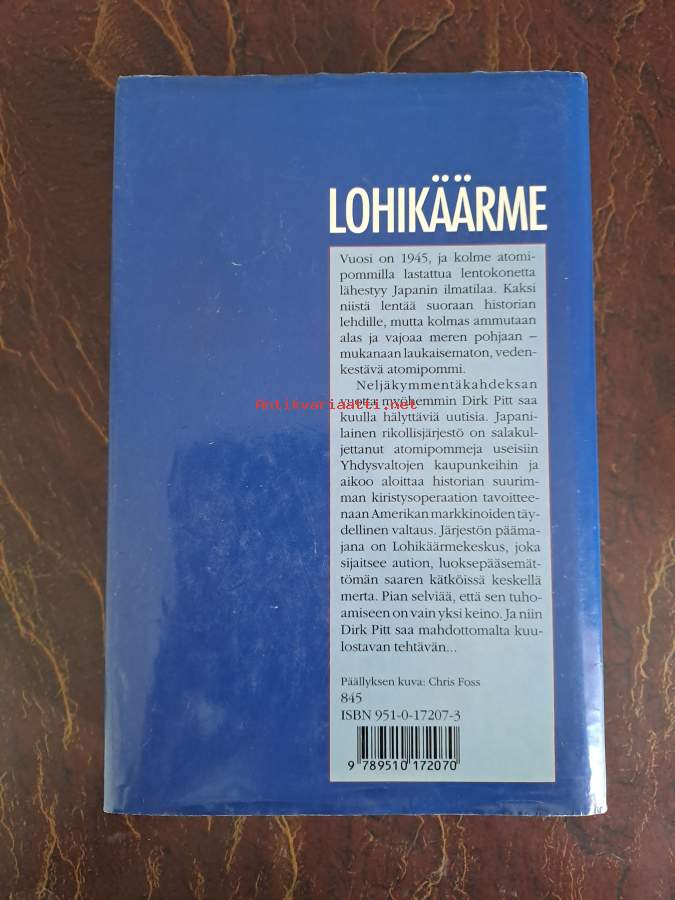 LOHIKÄÄRME
Vuosi on 1945, ja kolme atomi-
pommilla lastattua lentokonetta
lähestyy Japanin ilmatilaa. Kaksi
niistä lentää suoraan historian
lehdille, mutta kolmas ammutaan
alas ja vajoaa meren pohjaan –
mukanaan laukaisematon, veden-
kestävä atomipommi.
Neljäkymmentäkahdeksan
vuotta myöhemmin Dirk Pitt saa
Antikvariaatti.net
kuulla hälyttäviä uutisia. Japani-
lainen rikollisjärjestö on salakul-
jettanut atomipommeja useisiin
Yhdysvaltojen kaupunkeihin ja
aikoo aloittaa historian suurim-
man kiristysoperaation tavoittee-
naan Amerikan markkinoiden täy-
dellinen valtaus. Järjestön pääma-
jana on Lohikäärmekeskus, joka
sijaitsee aution, luoksepääsemät-
tömän saaren kätköissä keskellä
merta. Pian selviää, että sen tuho-
amiseen on vain yksi keino. Ja niin
Dirk Pitt saa mahdottomalta kuu-
lostavan tehtävän...
Päällyksen kuva: Chris Foss
845
ISBN 951-0-17207-3
9 789510 172070